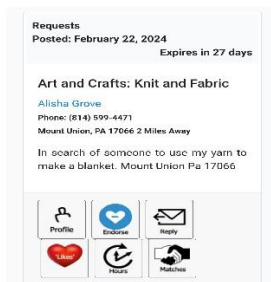 Requests
Posted: February 22, 2024
Expires in 27 days
Art and Crafts: Knit and Fabric
Alisha Grove
Phone: (814) 599-4471
Mount Union, PA 17066 2 Miles Away
In search of someone to use my yarn to
make a blanket. Mount Union Pa 17066
Profile
Endorse
Reply
'Likes'
Hours
Matches